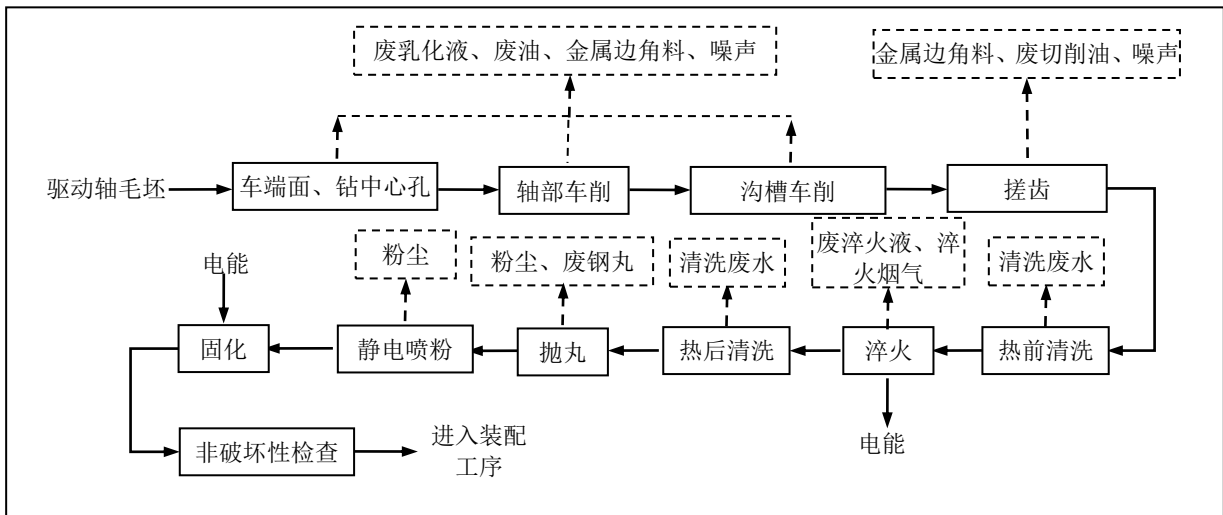 废乳化液、废油、金属边角料、噪声
金属边角料、废切削油、噪声
驱动轴毛坯
车端面、钻中心孔
轴部车削
沟槽车削
搓齿
电能
粉尘
粉尘、废钢丸
清洗废水
废淬火液、淬
火烟气
清洗废水
固化
静电喷粉
抛丸
热后清洗
淬火
热前清洗
电能
非破坏性检查
进入装配
工序